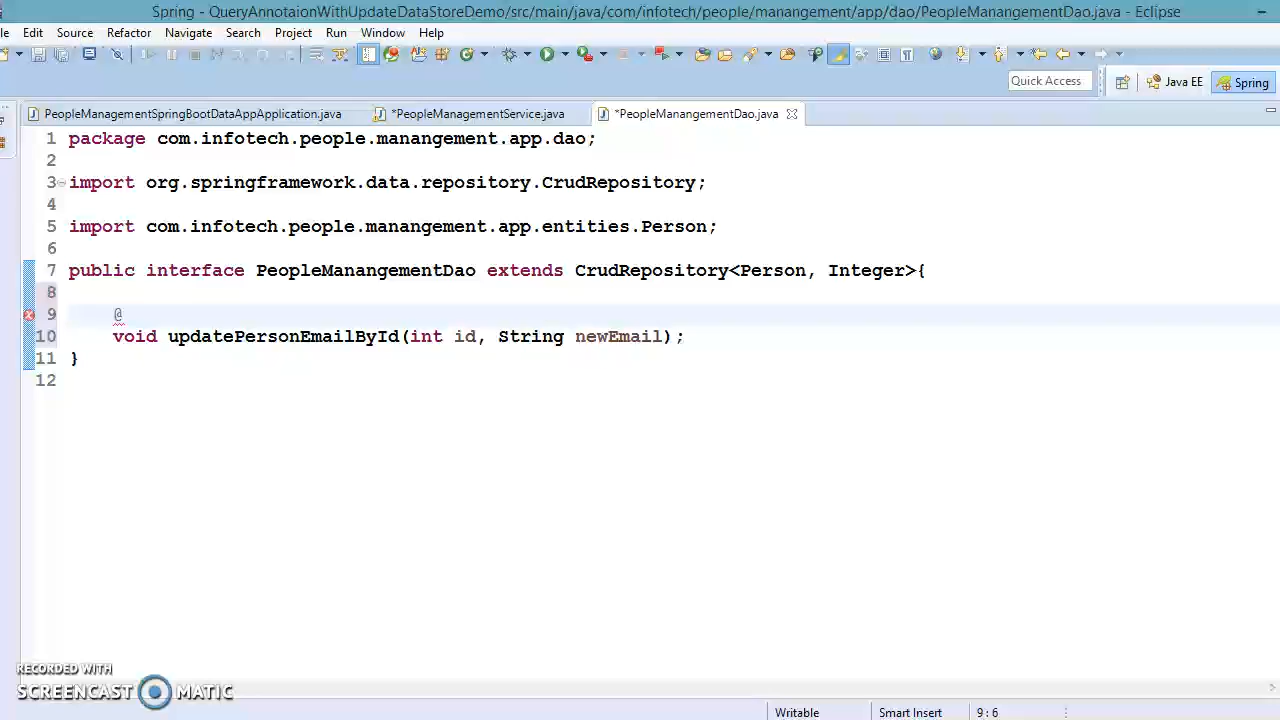 Spring - QueryAnnotaionWithUpdateDataStoreDemo/src/main/java/com/infotech/people/manangement/app/dao/PeopleManangementDao.java - Eclipse
le Edit Source Refactor Navigate Search Project Run Window Help
Quick Access Java EE Spring
PeopleManagementSpringBootDataAppApplication.java *PeopleManagementService.java *PeopleManangementDao.java
1 package com.infotech.people.manangement.app.dao;
2
3 import org.springframework.data.repository.CrudRepository;
4
5 import com.infotech.people.manangement.app.entities.Person;
6
7 public interface PeopleManangementDao extends CrudRepository<Person, Integer>{
8
9 @
10 void updatePersonEmailById(int id, String newEmail);
11 }
12
RECORDED WITH
SCREENCAST MATIC
Writable Smart Insert 9:6